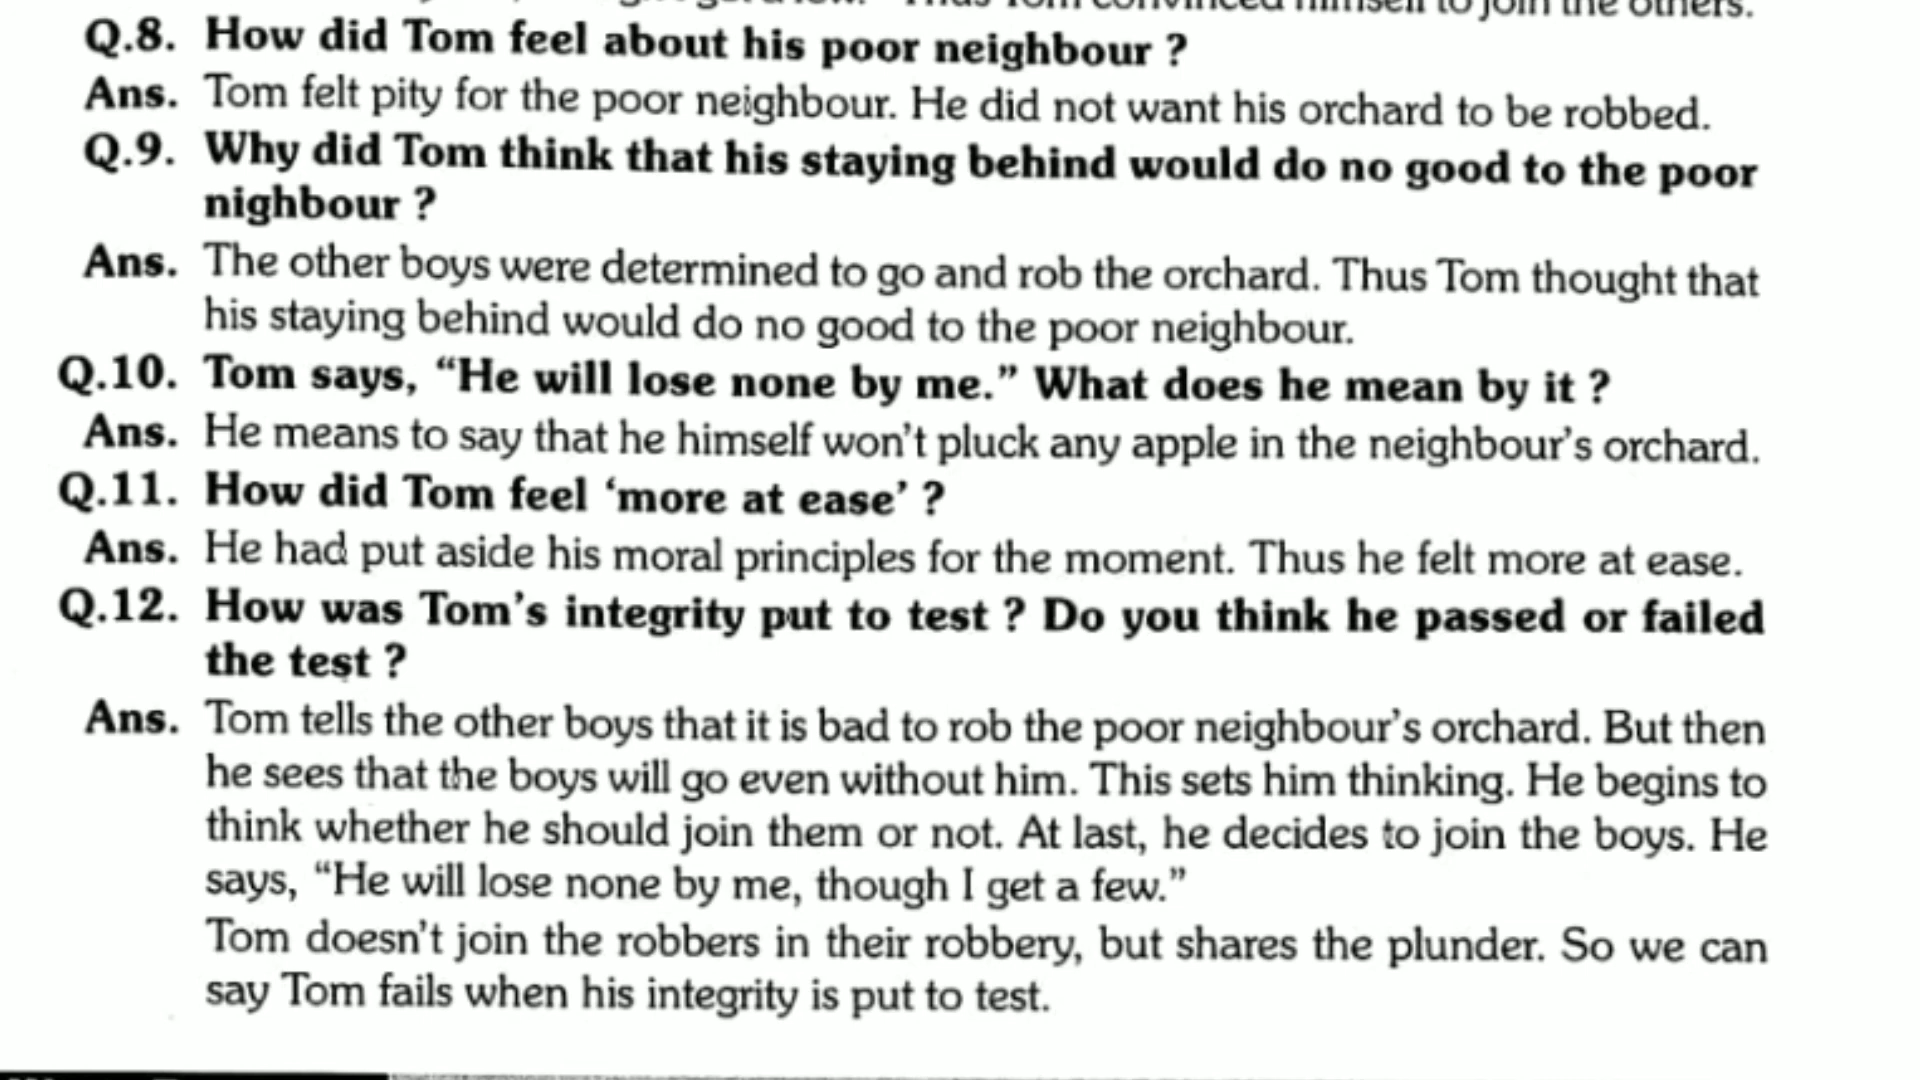 convinced himself to join the others.
Q.8. How did Tom feel about his poor neighbour ?
Ans. Tom felt pity for the poor neighbour. He did not want his orchard to be robbed.
Q.9. Why did Tom think that his staying behind would do no good to the poor
nighbour ?
Ans. The other boys were determined to go and rob the orchard. Thus Tom thought that
his staying behind would do no good to the poor neighbour.
Q.10. Tom says, “He will lose none by me.” What does he mean by it ?
Ans. He means to say that he himself won’t pluck any apple in the neighbour’s orchard.
Q.11. How did Tom feel ‘more at ease’ ?
Ans. He had put aside his moral principles for the moment. Thus he felt more at ease.
Q.12. How was Tom’s integrity put to test ? Do you think he passed or failed
the test ?
Ans. Tom tells the other boys that it is bad to rob the poor neighbour’s orchard. But then
he sees that the boys will go even without him. This sets him thinking. He begins to
think whether he should join them or not. At last, he decides to join the boys. He
says, “He will lose none by me, though I get a few.”
Tom doesn’t join the robbers in their robbery, but shares the plunder. So we can
say Tom fails when his integrity is put to test.